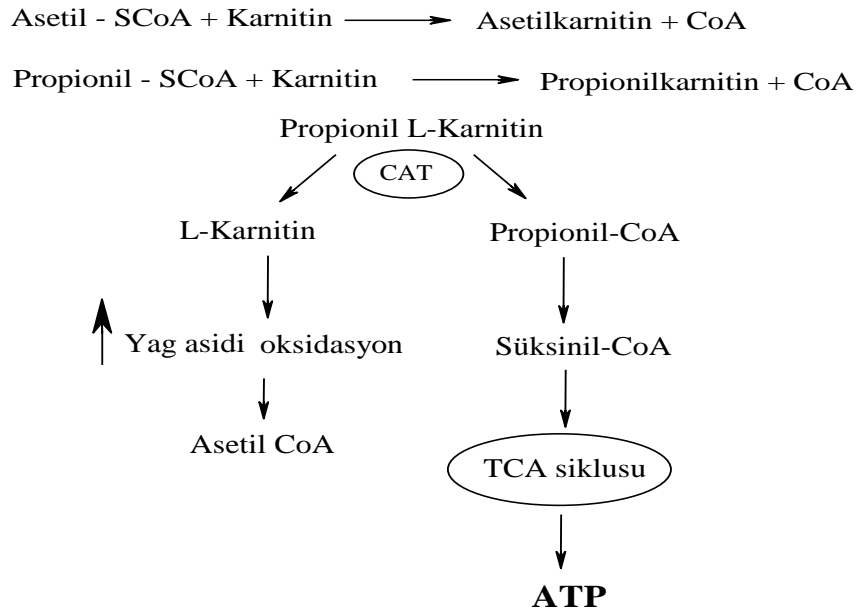 Asetil - SCoA + Karnitin Asetilkarnitin + CoA
Propionil - SCoA + Karnitin Propionilkarnitin + CoA
Propionil L-Karnitin
CAT
L-Karnitin Propionil-CoA
Yag asidi oksidasyon Süksinil-CoA
Asetil CoA
TCA siklusu
ATP